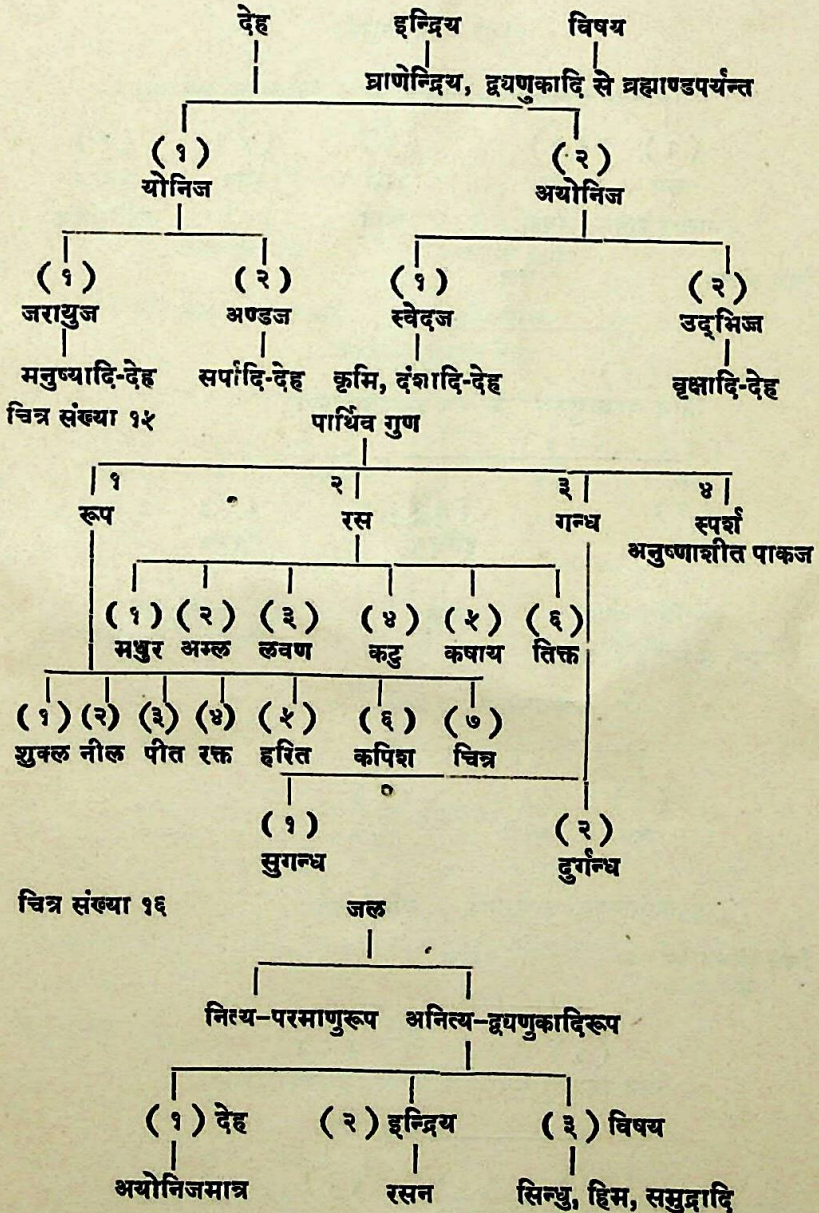 देह इन्द्रिय विषय
घ्राणेन्द्रिय, द्वयणुकादि से ब्रह्माण्डपर्यन्त
(१) (२)
योनिज अयोनिज
(१) (२) (१) (२)
जरायुज अण्डज स्वेदज उद्भिज्ज
मनुष्यादि-देह सर्पादि-देह कृमि, दंशादि-देह वृक्षादि-देह
चित्र संख्या १५ पार्थिव गुण
१ २ ३ ४
रूप रस गन्ध स्पर्श
अनुष्णाशीत पाकज
(१) (२) (३) (४) (५) (६)
मधुर अम्ल लवण कटु कषाय तिक्त
(१) (२) (३) (४) (५) (६) (७)
शुक्ल नील पीत रक्त हरित कपिश चित्र
(१) (२)
सुगन्ध दुर्गन्ध
चित्र संख्या १६ जल
नित्य-परमाणुरूप अनित्य-द्वयणुकादिरूप
(१) देह (२) इन्द्रिय (३) विषय
अयोनिजमात्र रसन सिन्धु, हिम, समुद्रादि